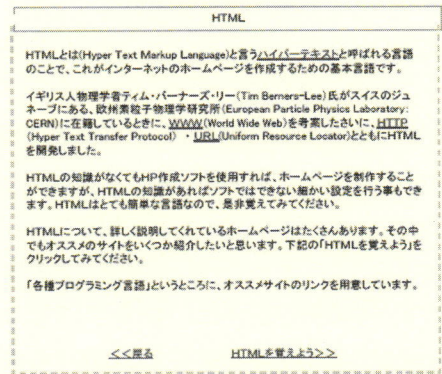 HTML
HTMLとは(Hyper Text Markup Language)と言うハイパーテキストと呼ばれる言語
のことで、これがインターネットのホームページを作成するための基本言語です。
イギリス人物理学者ティム・バーナーズ・リー(Tim Berners-Lee)氏がスイスのジュ
ネーブにある、欧州素粒子物理学研究所(European Particle Physics Laboratory:
CERN)に在籍しているときに、WWW(World Wide Web)を考案したさいに、HTTP
(Hyper Text Transfer Protocol) ・URL(Uniform Resource Locator)とともにHTML
を開発しました。
HTMLの知識がなくてもHP作成ソフトを使用すれば、ホームページを制作すること
ができますが、HTMLの知識があればソフトではできない細かい設定を行う事もでき
ます。HTMLはとても簡単な言語なので、是非覚えてみてください。
HTMLについて、詳しく説明してくれているホームページはたくさんあります。その中
でもオススメのサイトをいくつか紹介したいと思います。下記の「HTMLを覚えよう」を
クリックしてみてください。
「各種プログラミング言語」というところに、オススメサイトのリンクを用意しています。
<<戻る HTMLを覚えよう>>